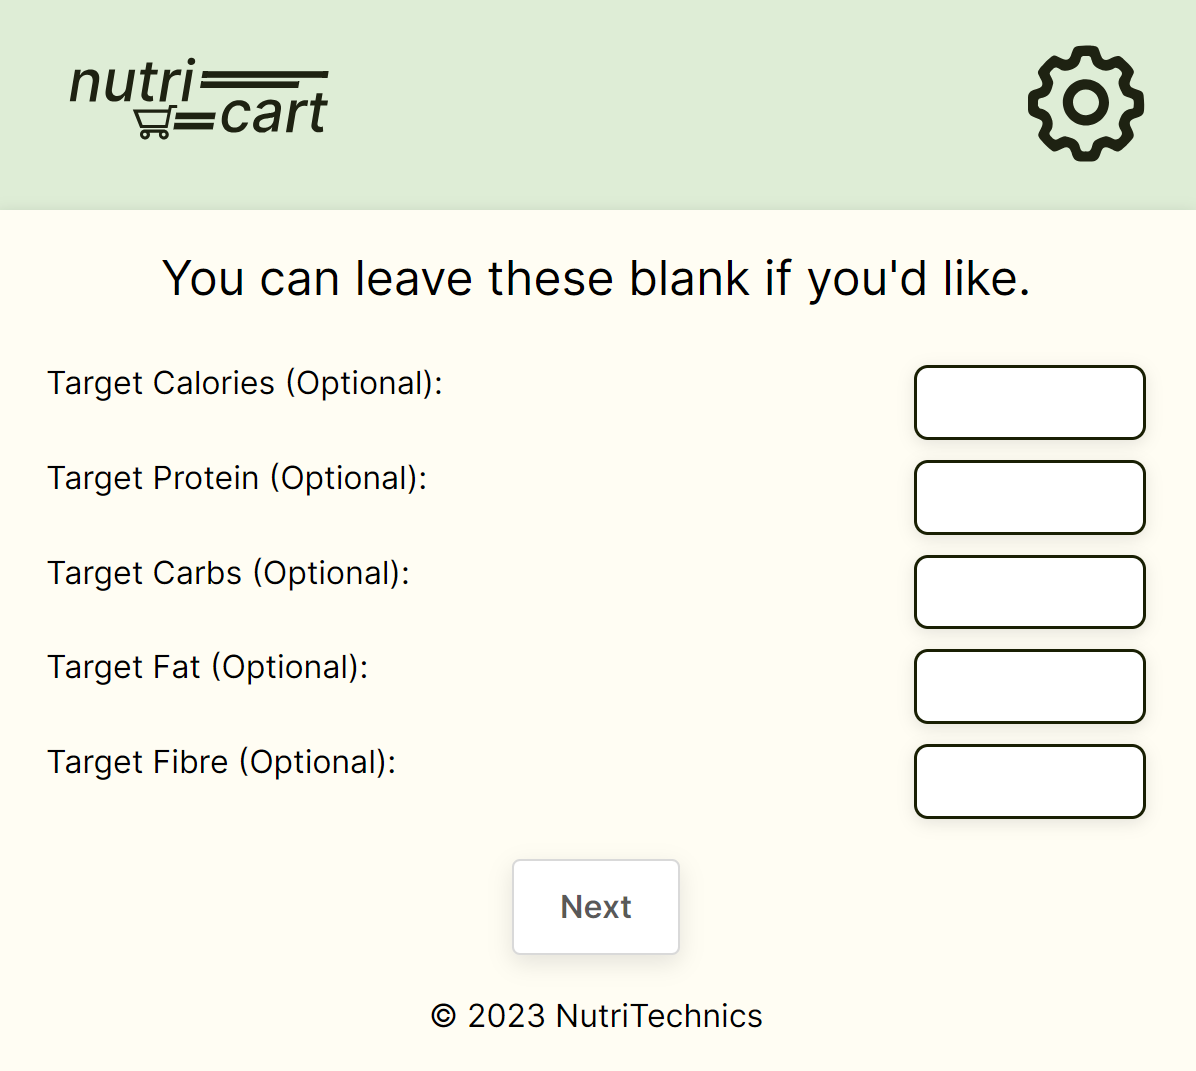 nutri
cart
You can leave these blank if you'd like.
Target Calories (Optional):
Target Protein (Optional):
Target Carbs (Optional):
Target Fat (Optional):
Target Fibre (Optional):
Next
© 2023 NutriTechnics